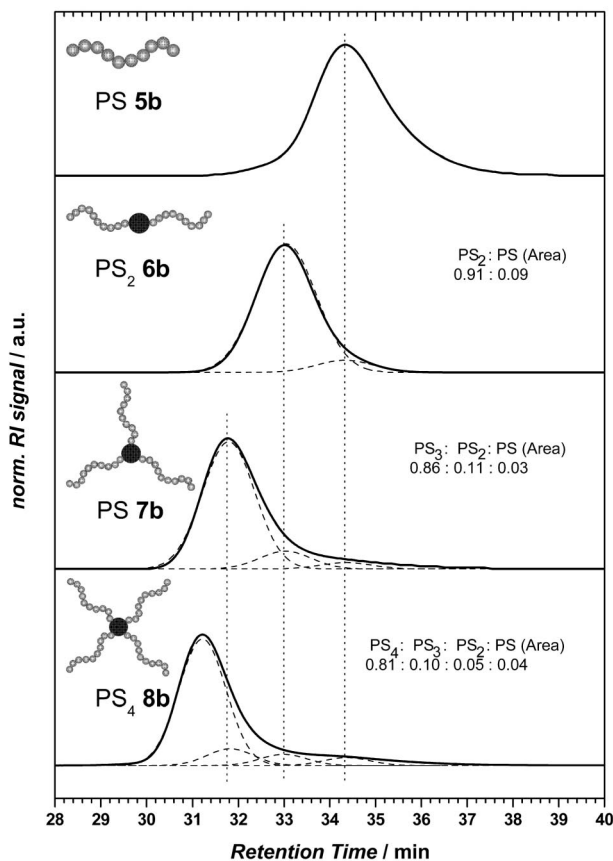 PS 5b
PS2 6b
PS2: PS (Area)
0.91 : 0.09
PS 7b
PS3: PS2: PS (Area)
0.86 : 0.11 : 0.03
PS4 8b
PS4: PS3: PS2: PS (Area)
0.81 : 0.10 : 0.05 : 0.04
norm. RI signal / a.u.
28 29 30 31 32 33 34 35 36 37 38 39 40
Retention Time / min